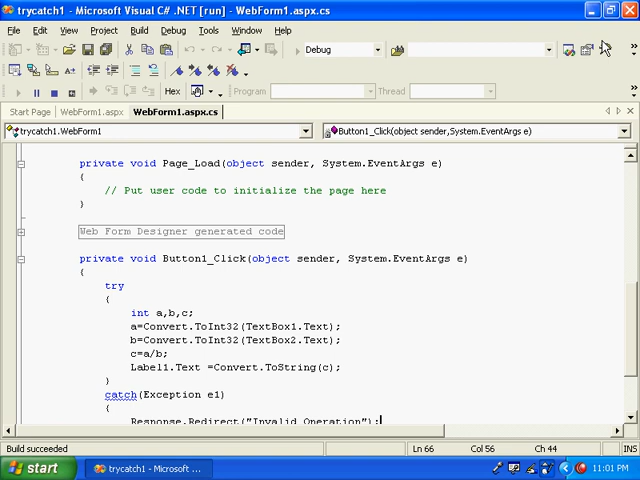 trycatch1 - Microsoft Visual C# .NET [run] - WebForm1.aspx.cs
File Edit View Project Build Debug Tools Window Help
Debug
Hex Program Thread
Start Page WebForm1.aspx WebForm1.aspx.cs
trycatch1.WebForm1 Button1_Click(object sender,System.EventArgs e)
private void Page_Load(object sender, System.EventArgs e)
{
// Put user code to initialize the page here
}
Web Form Designer generated code
private void Button1_Click(object sender, System.EventArgs e)
{
try
{
int a,b,c;
a=Convert.ToInt32(TextBox1.Text);
b=Convert.ToInt32(TextBox2.Text);
c=a/b;
Label1.Text =Convert.ToString(c);
}
catch(Exception e1)
{
Response.Redirect("Invalid Operation");
Build succeeded Ln 66 Col 56 Ch 44 INS
start trycatch1 - Microsoft ... 11:01 PM